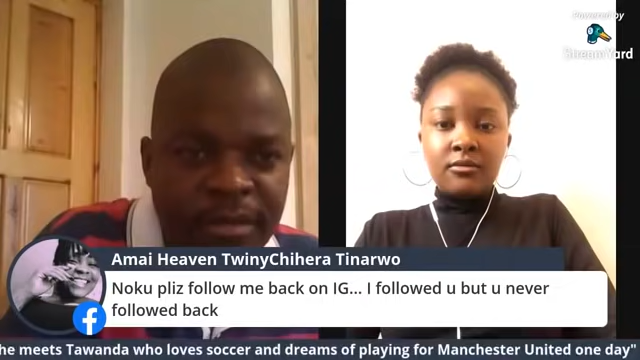 Powered by
StreamYard
Amai Heaven TwinyChihera Tinarwo
Noku pliz follow me back on IG... I followed u but u never
followed back
he meets Tawanda who loves soccer and dreams of playing for Manchester United one day"